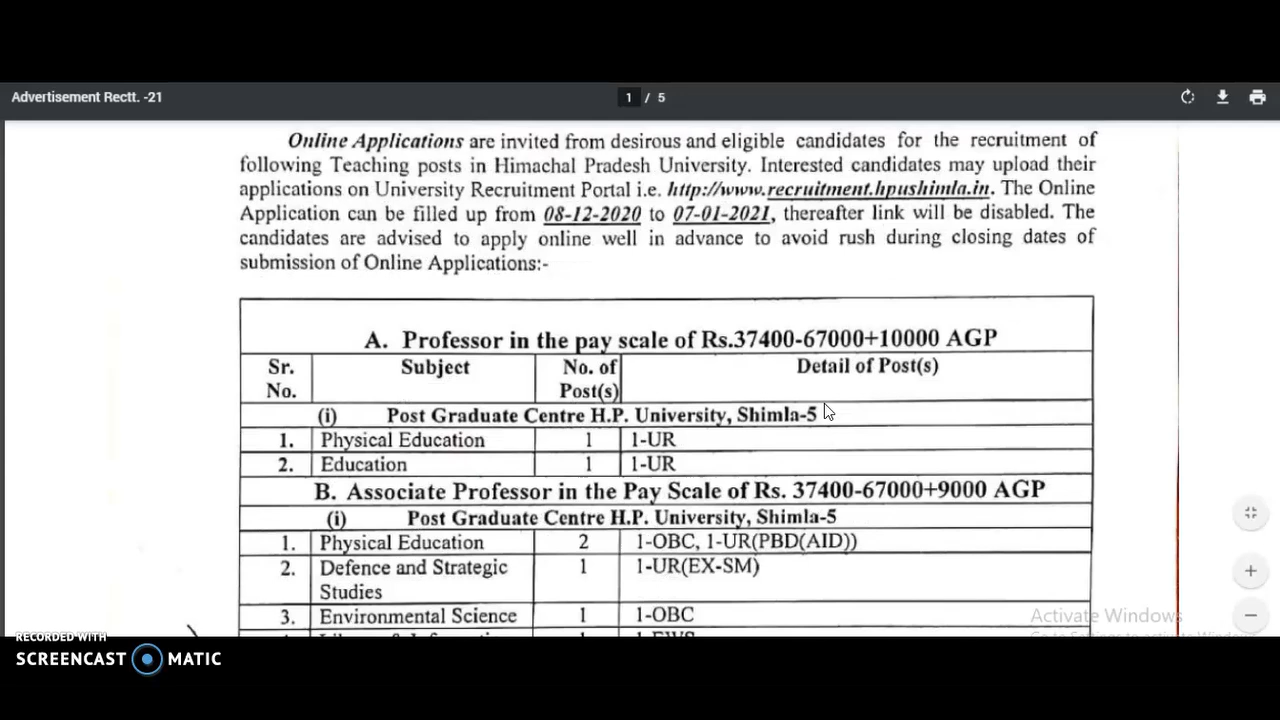 Advertisement Rectt. -21
1 / 5
Online Applications are invited from desirous and eligible candidates for the recruitment of
following Teaching posts in Himachal Pradesh University. Interested candidates may upload their
applications on University Recruitment Portal i.e. http://www.recruitment.hpushimla.in. The Online
Application can be filled up from 08-12-2020 to 07-01-2021, thereafter link will be disabled. The
candidates are advised to apply online well in advance to avoid rush during closing dates of
submission of Online Applications:-
A. Professor in the pay scale of Rs.37400-67000+10000 AGP
Sr. No. Subject No. of Post(s) Detail of Post(s)
(i) Post Graduate Centre H.P. University, Shimla-5
1. Physical Education 1 1-UR
2. Education 1 1-UR
B. Associate Professor in the Pay Scale of Rs. 37400-67000+9000 AGP
(i) Post Graduate Centre H.P. University, Shimla-5
1. Physical Education 2 1-OBC, 1-UR(PBD(AID))
2. Defence and Strategic Studies 1 1-UR(EX-SM)
3. Environmental Science 1 1-OBC
Activate Windows
RECORDED WITH
SCREENCAST MATIC